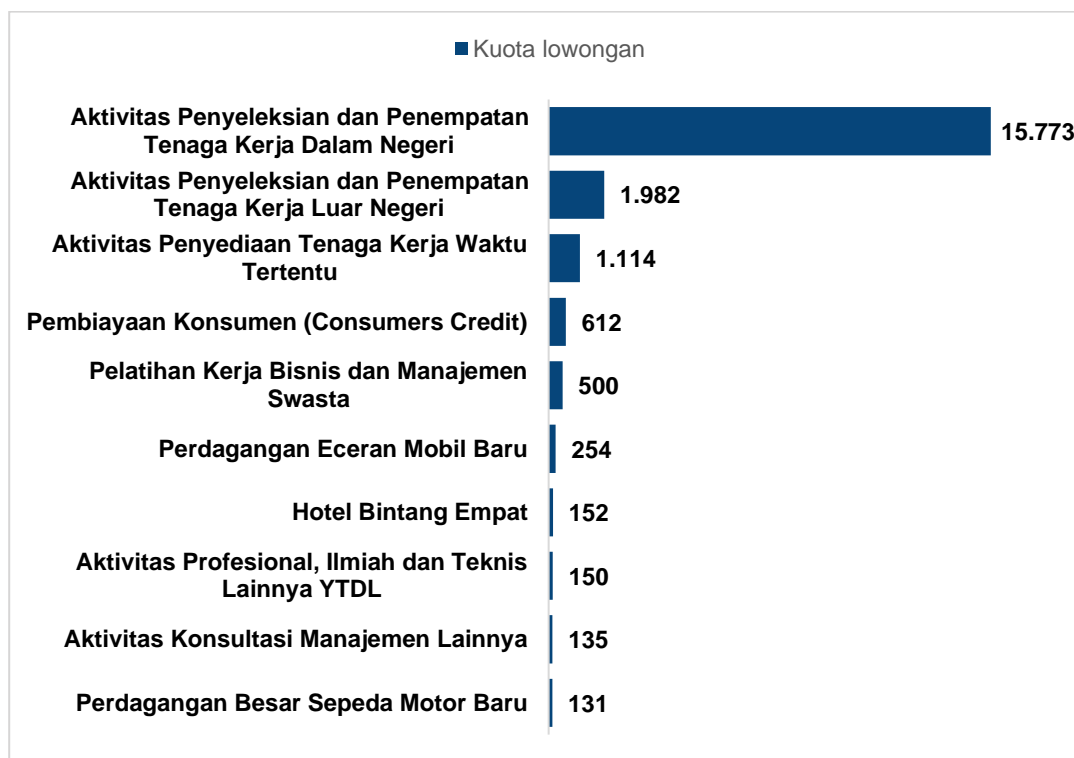 Kuota lowongan
Aktivitas Penyeleksian dan Penempatan
Tenaga Kerja Dalam Negeri
15.773
Aktivitas Penyeleksian dan Penempatan
Tenaga Kerja Luar Negeri
1.982
Aktivitas Penyediaan Tenaga Kerja Waktu
Tertentu
1.114
Pembiayaan Konsumen (Consumers Credit)
612
Pelatihan Kerja Bisnis dan Manajemen
Swasta
500
Perdagangan Eceran Mobil Baru
254
Hotel Bintang Empat
152
Aktivitas Profesional, Ilmiah dan Teknis
Lainnya YTDL
150
Aktivitas Konsultasi Manajemen Lainnya
135
Perdagangan Besar Sepeda Motor Baru
131